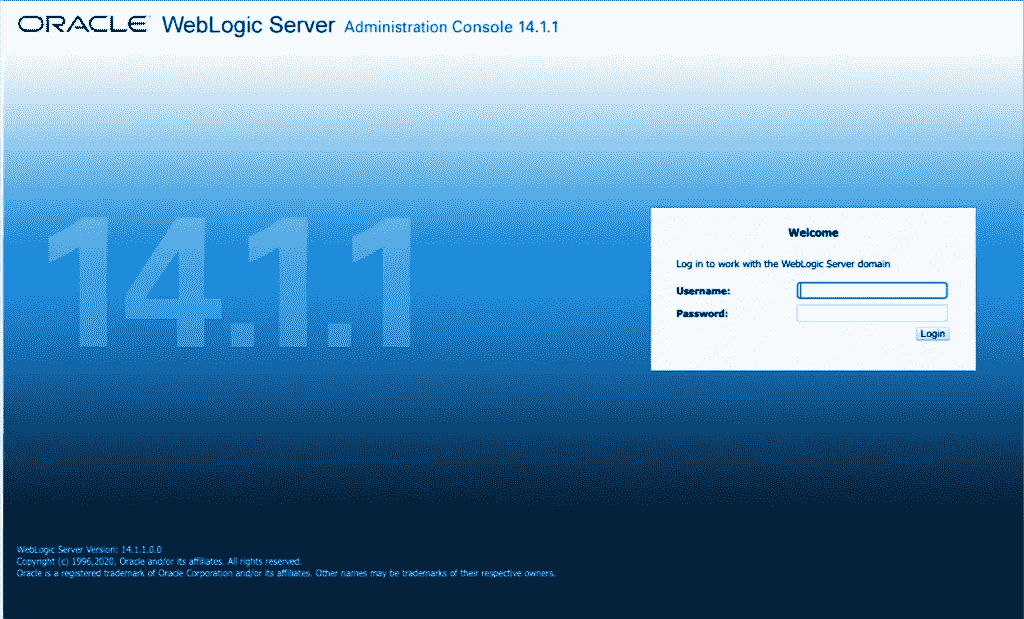 ORACLE WebLogic Server Administration Console 14.1.1
14.1.1
Welcome
Log in to work with the WebLogic Server domain
Username:
Password:
Login
WebLogic Server Version: 14.1.1.0.0
Copyright (c) 1996,2020, Oracle and/or its affiliates. All rights reserved.
Oracle is a registered trademark of Oracle Corporation and/or its affiliates. Other names may be trademarks of their respective owners.